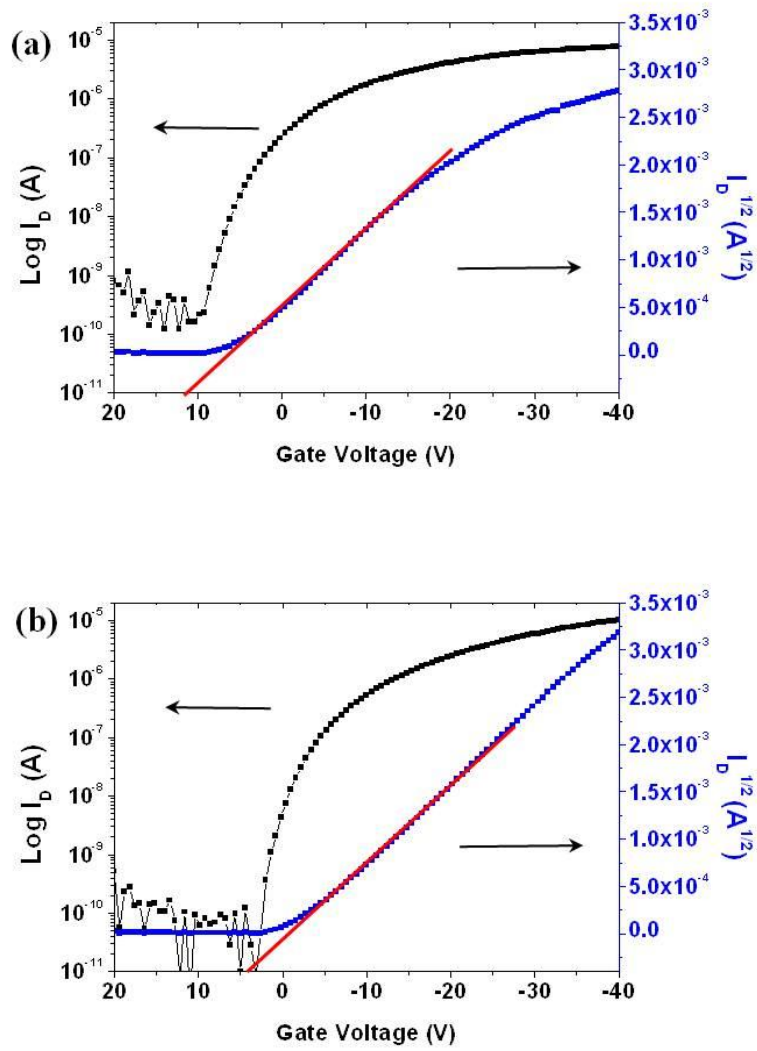 (a)
Log I_D (A)
10⁻⁵
10⁻⁶
10⁻⁷
10⁻⁸
10⁻⁹
10⁻¹⁰
10⁻¹¹
20 10 0 -10 -20 -30 -40
Gate Voltage (V)
3.5x10⁻³
3.0x10⁻³
2.5x10⁻³
2.0x10⁻³
1.5x10⁻³
1.0x10⁻³
5.0x10⁻⁴
0.0
I_D^1/2 (A^1/2)
(b)
Log I_D (A)
10⁻⁵
10⁻⁶
10⁻⁷
10⁻⁸
10⁻⁹
10⁻¹⁰
10⁻¹¹
20 10 0 -10 -20 -30 -40
Gate Voltage (V)
3.5x10⁻³
3.0x10⁻³
2.5x10⁻³
2.0x10⁻³
1.5x10⁻³
1.0x10⁻³
5.0x10⁻⁴
0.0
I_D^1/2 (A^1/2)